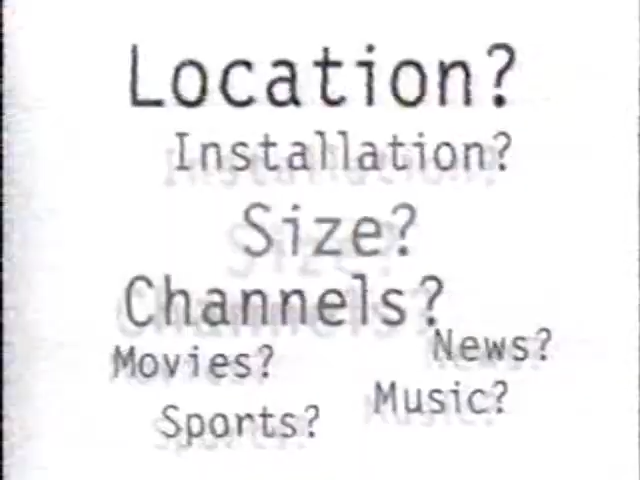 Location?
Installation?
Size?
Channels?
News?
Movies?
Music?
Sports?